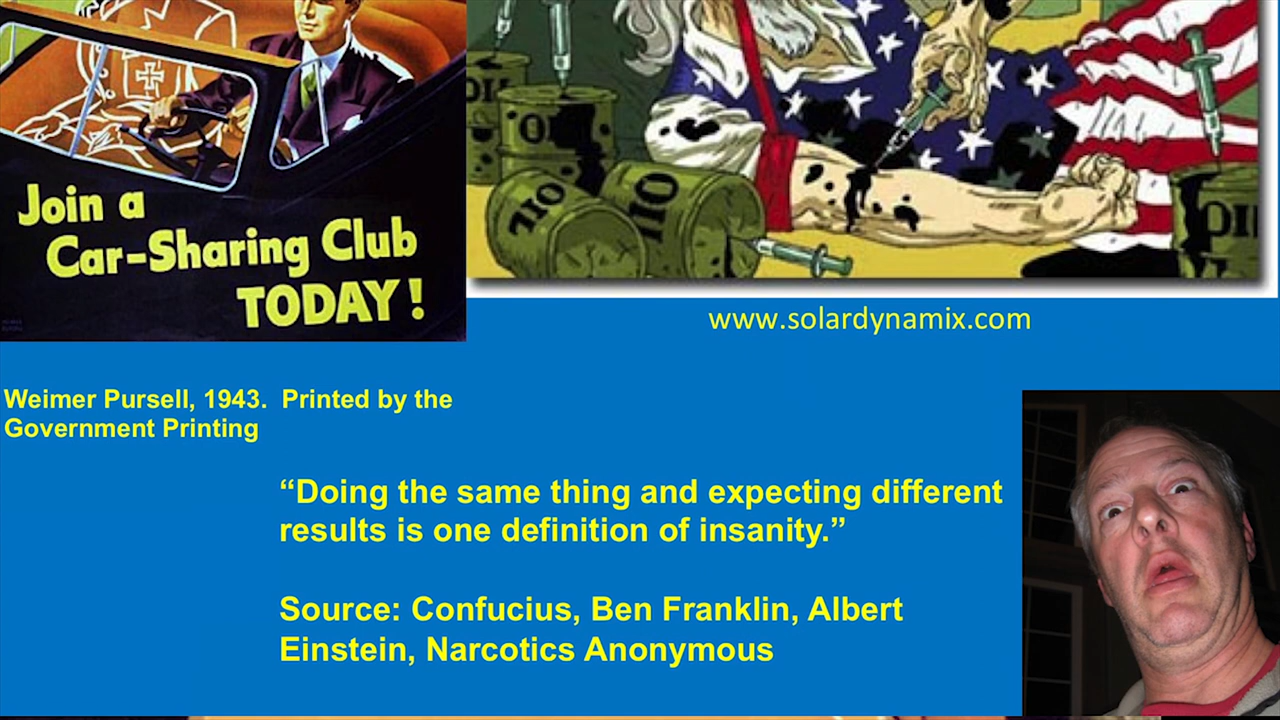 Join a
Car-Sharing Club
TODAY!
OIL
OIL
OIL
www.solardynamix.com
Weimer Pursell, 1943.  Printed by the
Government Printing
“Doing the same thing and expecting different
results is one definition of insanity.”
Source: Confucius, Ben Franklin, Albert
Einstein, Narcotics Anonymous